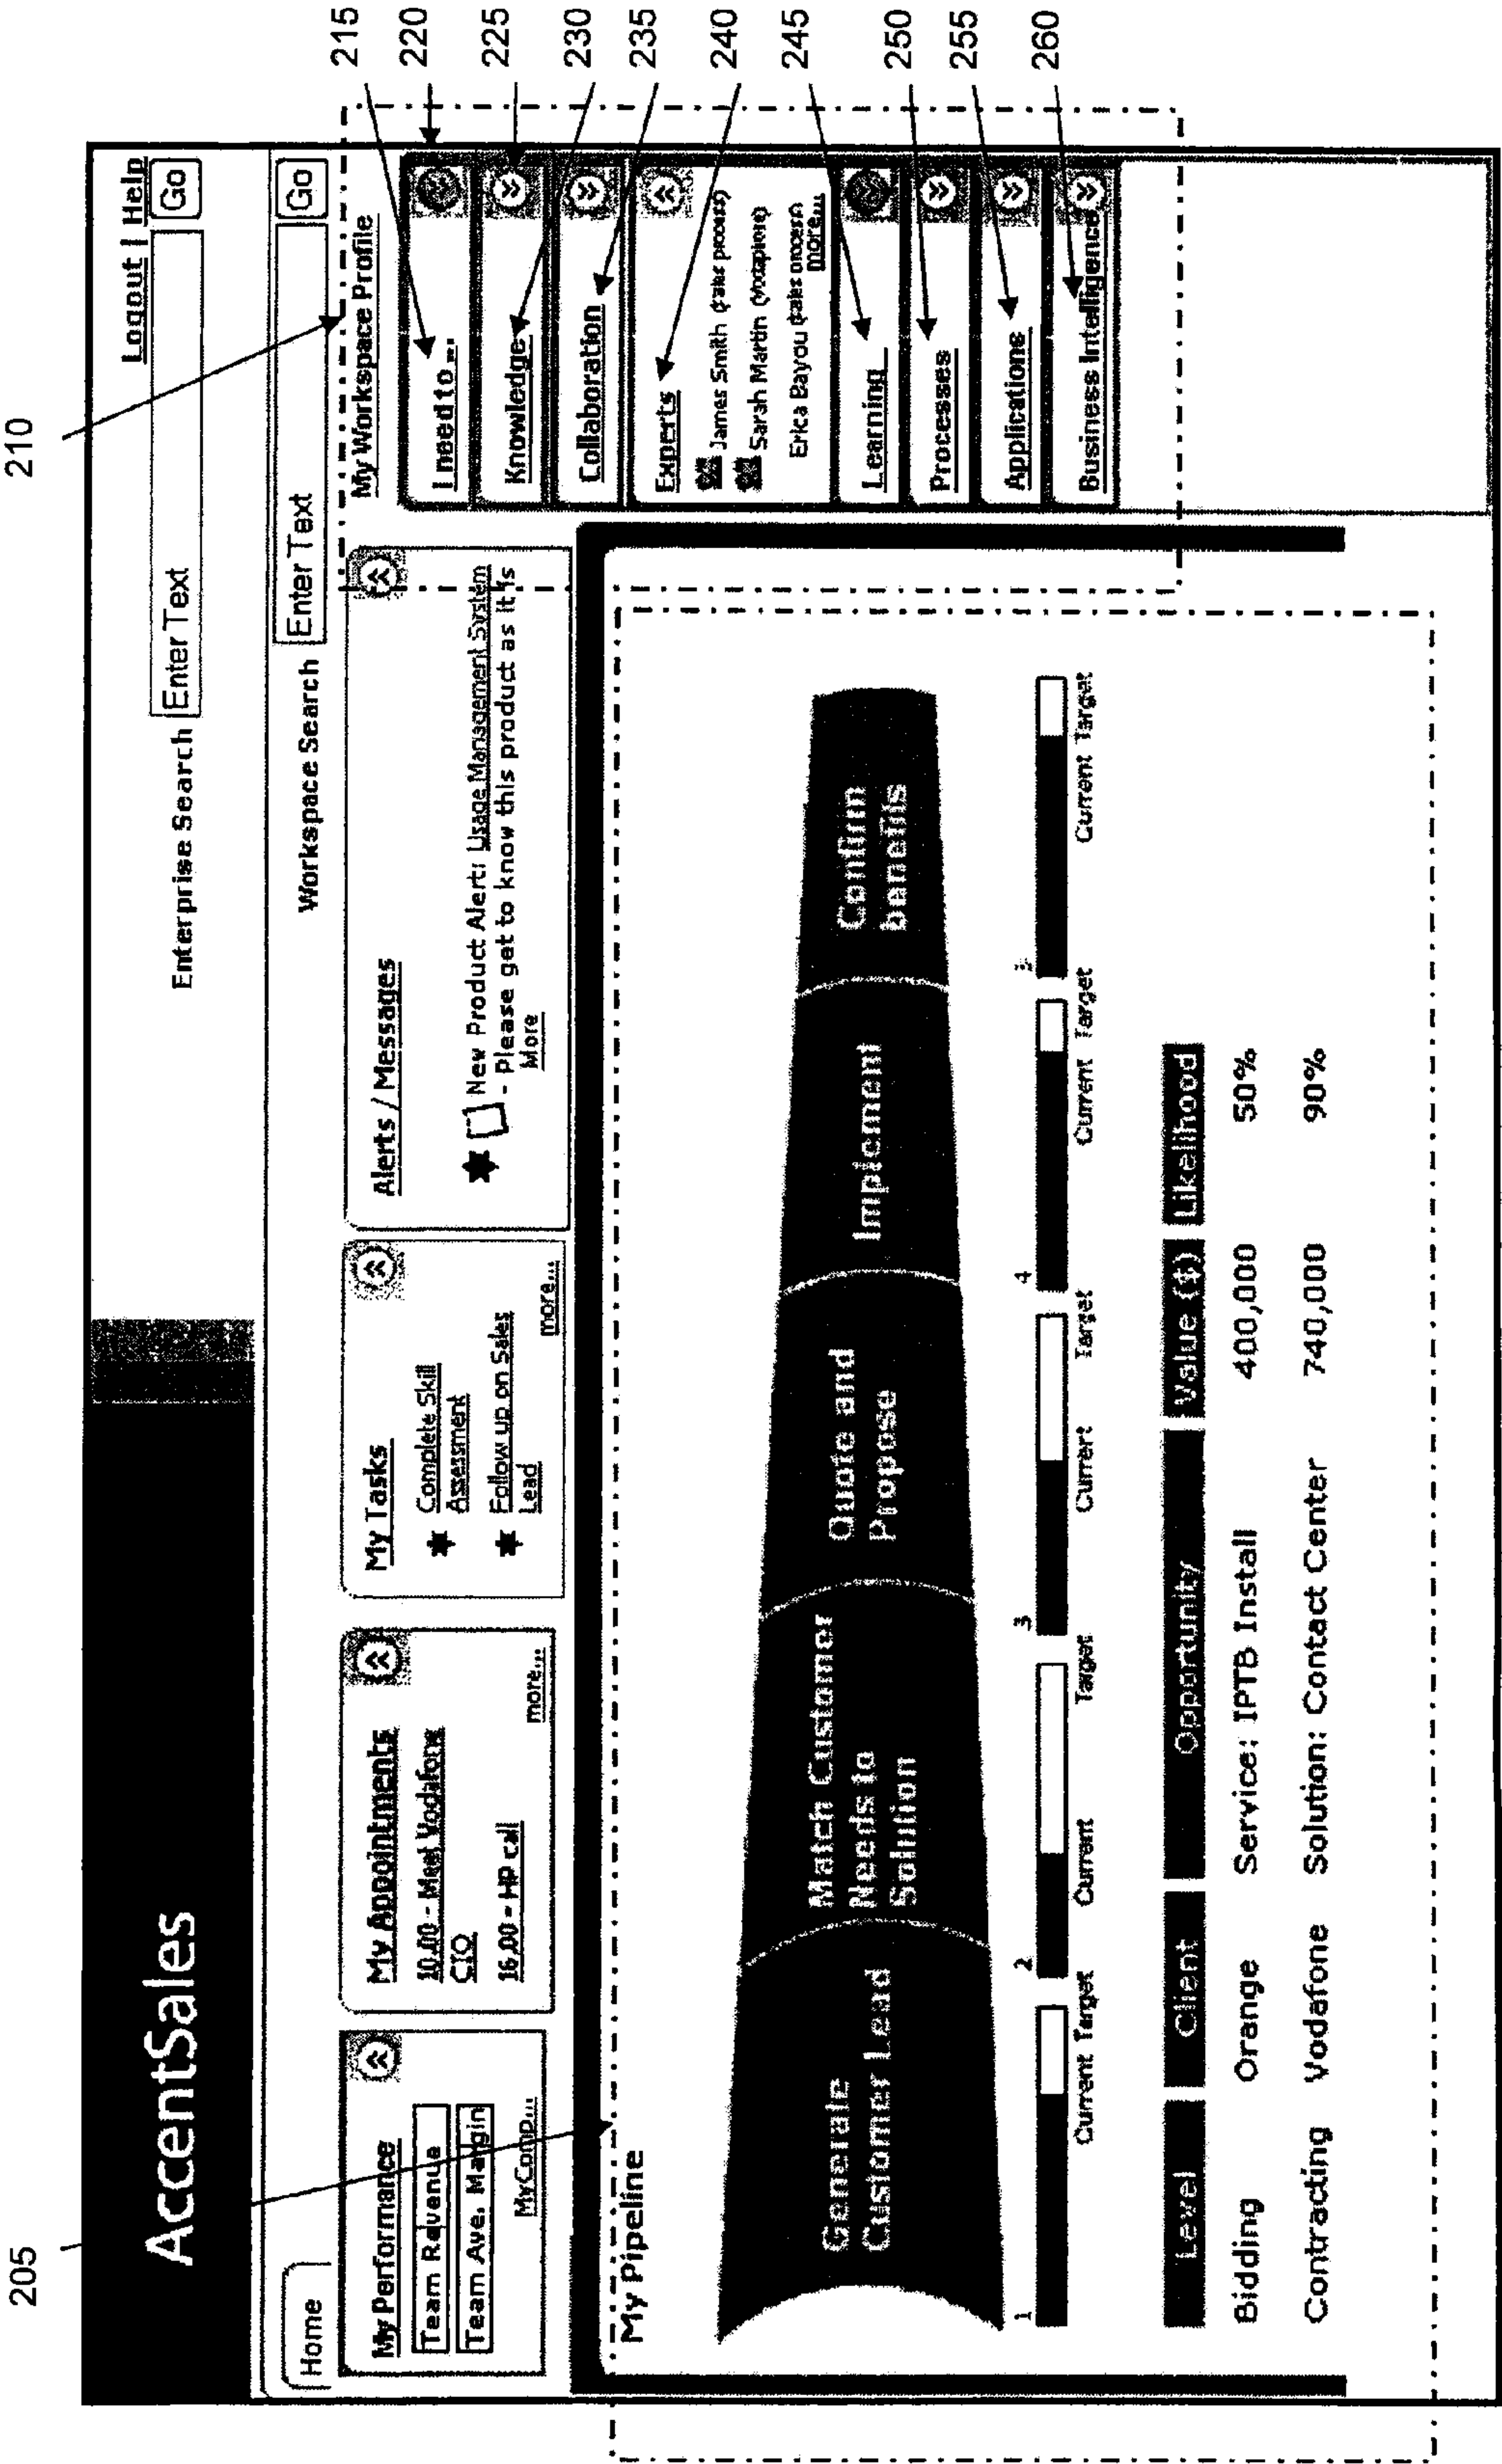 205
210
AccentSales
Logout | Help
Enterprise Search Enter Text Go
Home
Workspace Search Enter Text Go
My Performance
Team Revenue
Team Ave. Margin
MyComp...
My Appointments
10.00 - Meet Vodafone
CTO
16.00 - HP call
more...
My Tasks
Complete Skill
Assessment
Follow up on Sales
Lead
more...
Alerts / Messages
New Product Alert: Usage Management System
- Please get to know this product as it is
More
My Workspace Profile
I need to ...
Knowledge
Collaboration
Experts
James Smith (sales process)
Sarah Martin (Vodaphone)
Erica Bayou (sales process)
more...
Learning
Processes
Applications
Business Intelligence
215
220
225
230
235
240
245
250
255
260
My Pipeline
Generate
Customer Lead
Match Customer
Needs to
Solution
Quote and
Propose
Implement
Confirm
benefits
1
Current Target
2
Current Target
3
Current Target
4
Current Target
Current Target
Level Client Opportunity Value ($) Likelihood
Bidding Orange Service: IPTB Install 400,000 50%
Contracting Vodafone Solution: Contact Center 740,000 90%